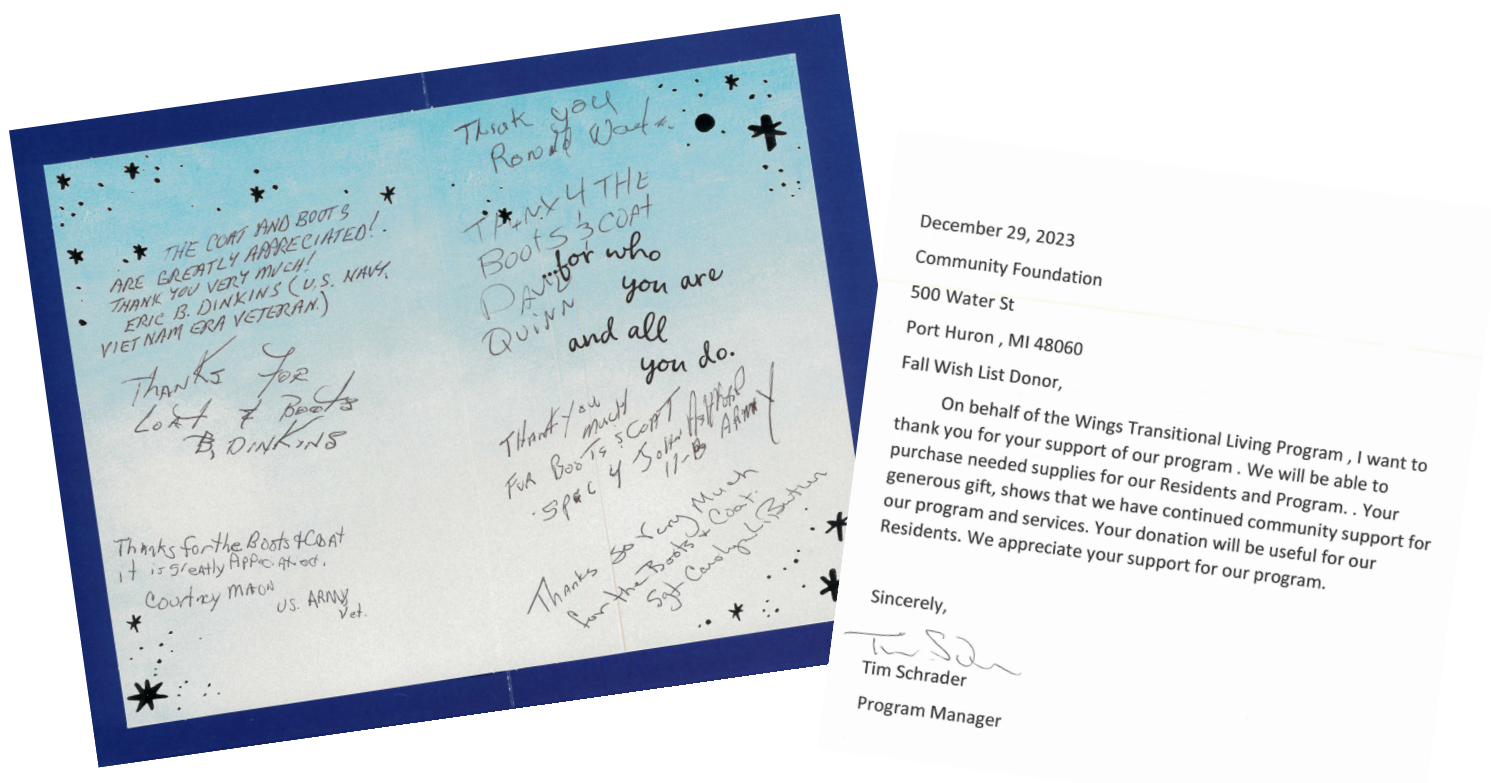 THE COAT AND BOOTS
ARE GREATLY APPRECIATED!
THANK YOU VERY MUCH!
ERIC B. DINKINS (U.S. NAVY,
VIETNAM ERA VETERAN.)
THANKS FOR
COAT & BOOTS
B, DINKINS
Thanks for the Boots & Coat
it is greatly Appreciated.
Courtney
US. ARMY
Vet.
Thank you
Ronald
THANX 4 THE
BOOTS & COAT
DAVID
QUINN
...for who
you are
and all
you do.
THANK YOU
MUCH
FOR BOOTS & COAT
SPEC 4 JOHN
11-B ARMY
Thanks So Very Much
for the Boots & Coat.
Sgt Carolyn Butler
December 29, 2023
Community Foundation
500 Water St
Port Huron , MI 48060
Fall Wish List Donor,
On behalf of the Wings Transitional Living Program , I want to
thank you for your support of our program . We will be able to
purchase needed supplies for our Residents and Program. . Your
generous gift, shows that we have continued community support for
our program and services. Your donation will be useful for our
Residents. We appreciate your support for our program.
Sincerely,
Tim Schrader
Program Manager